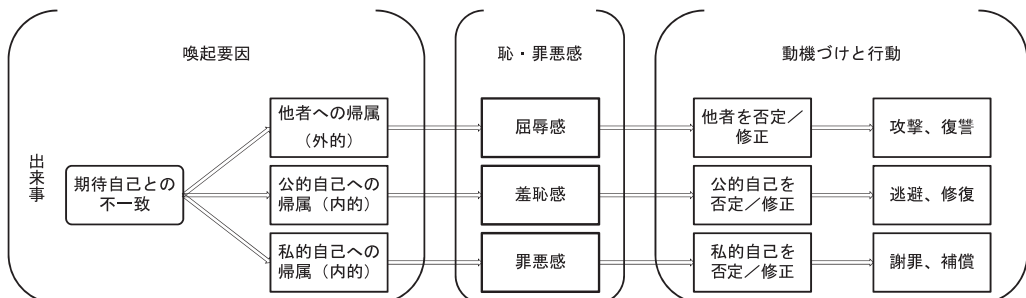 喚起要因
恥・罪悪感
動機づけと行動
出来事
期待自己との
不一致
他者への帰属
（外的）
屈辱感
他者を否定／
修正
攻撃、復讐
公的自己への
帰属（内的）
羞恥感
公的自己を
否定／修正
逃避、修復
私的自己への
帰属（内的）
罪悪感
私的自己を
否定／修正
謝罪、補償